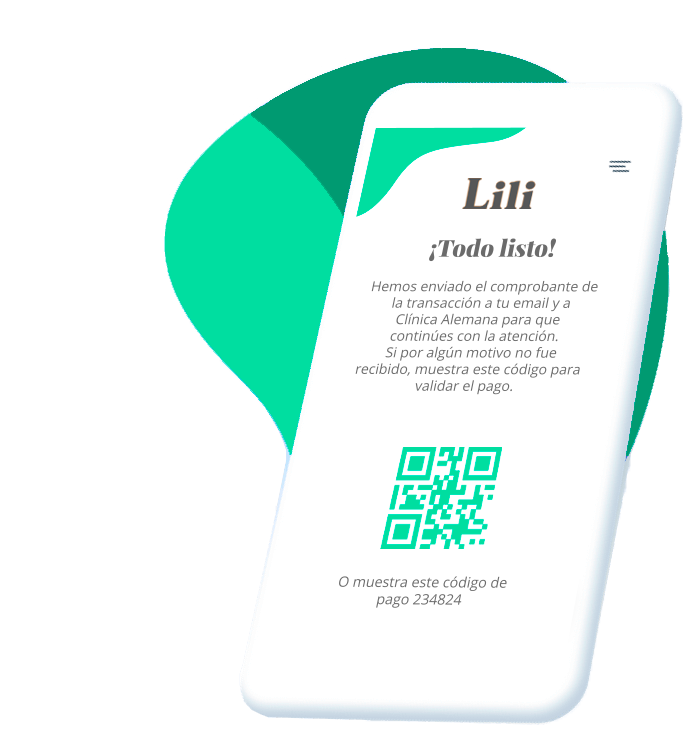 Lili
¡Todo listo!
Hemos enviado el comprobante de
la transacción a tu email y a
Clínica Alemana para que
continúes con la atención.
Si por algún motivo no fue
recibido, muestra este código para
validar el pago.
O muestra este código de
pago 234824